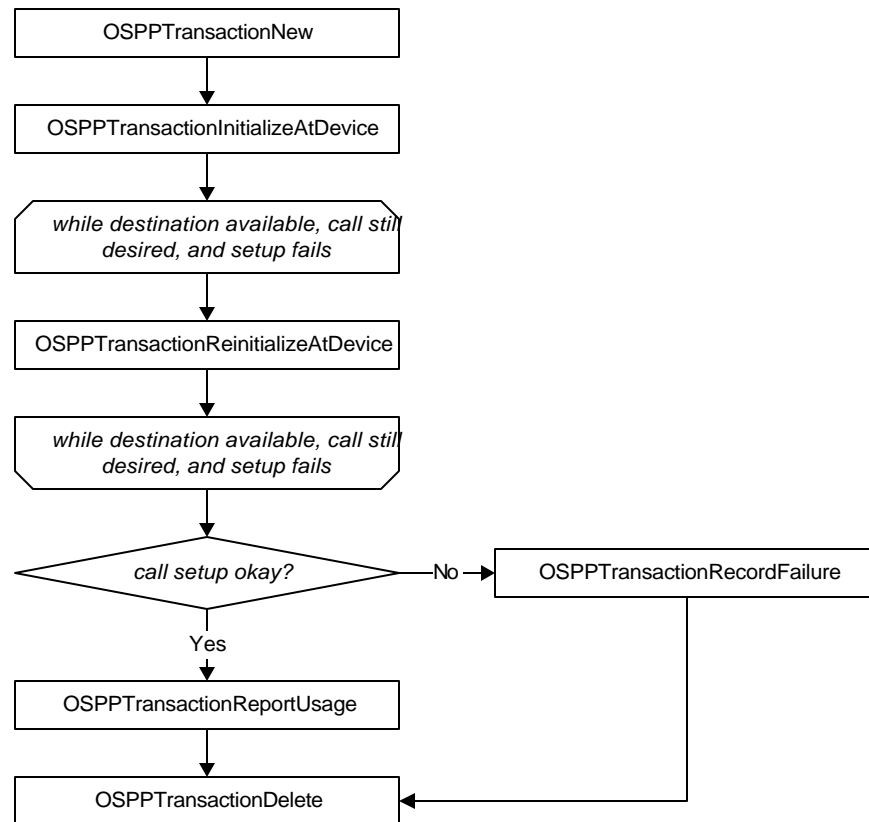 OSPPTransactionNew
OSPPTransactionInitializeAtDevice
while destination available, call still
desired, and setup fails
OSPPTransactionReinitializeAtDevice
while destination available, call still
desired, and setup fails
call setup okay?
No
OSPPTransactionRecordFailure
Yes
OSPPTransactionReportUsage
OSPPTransactionDelete